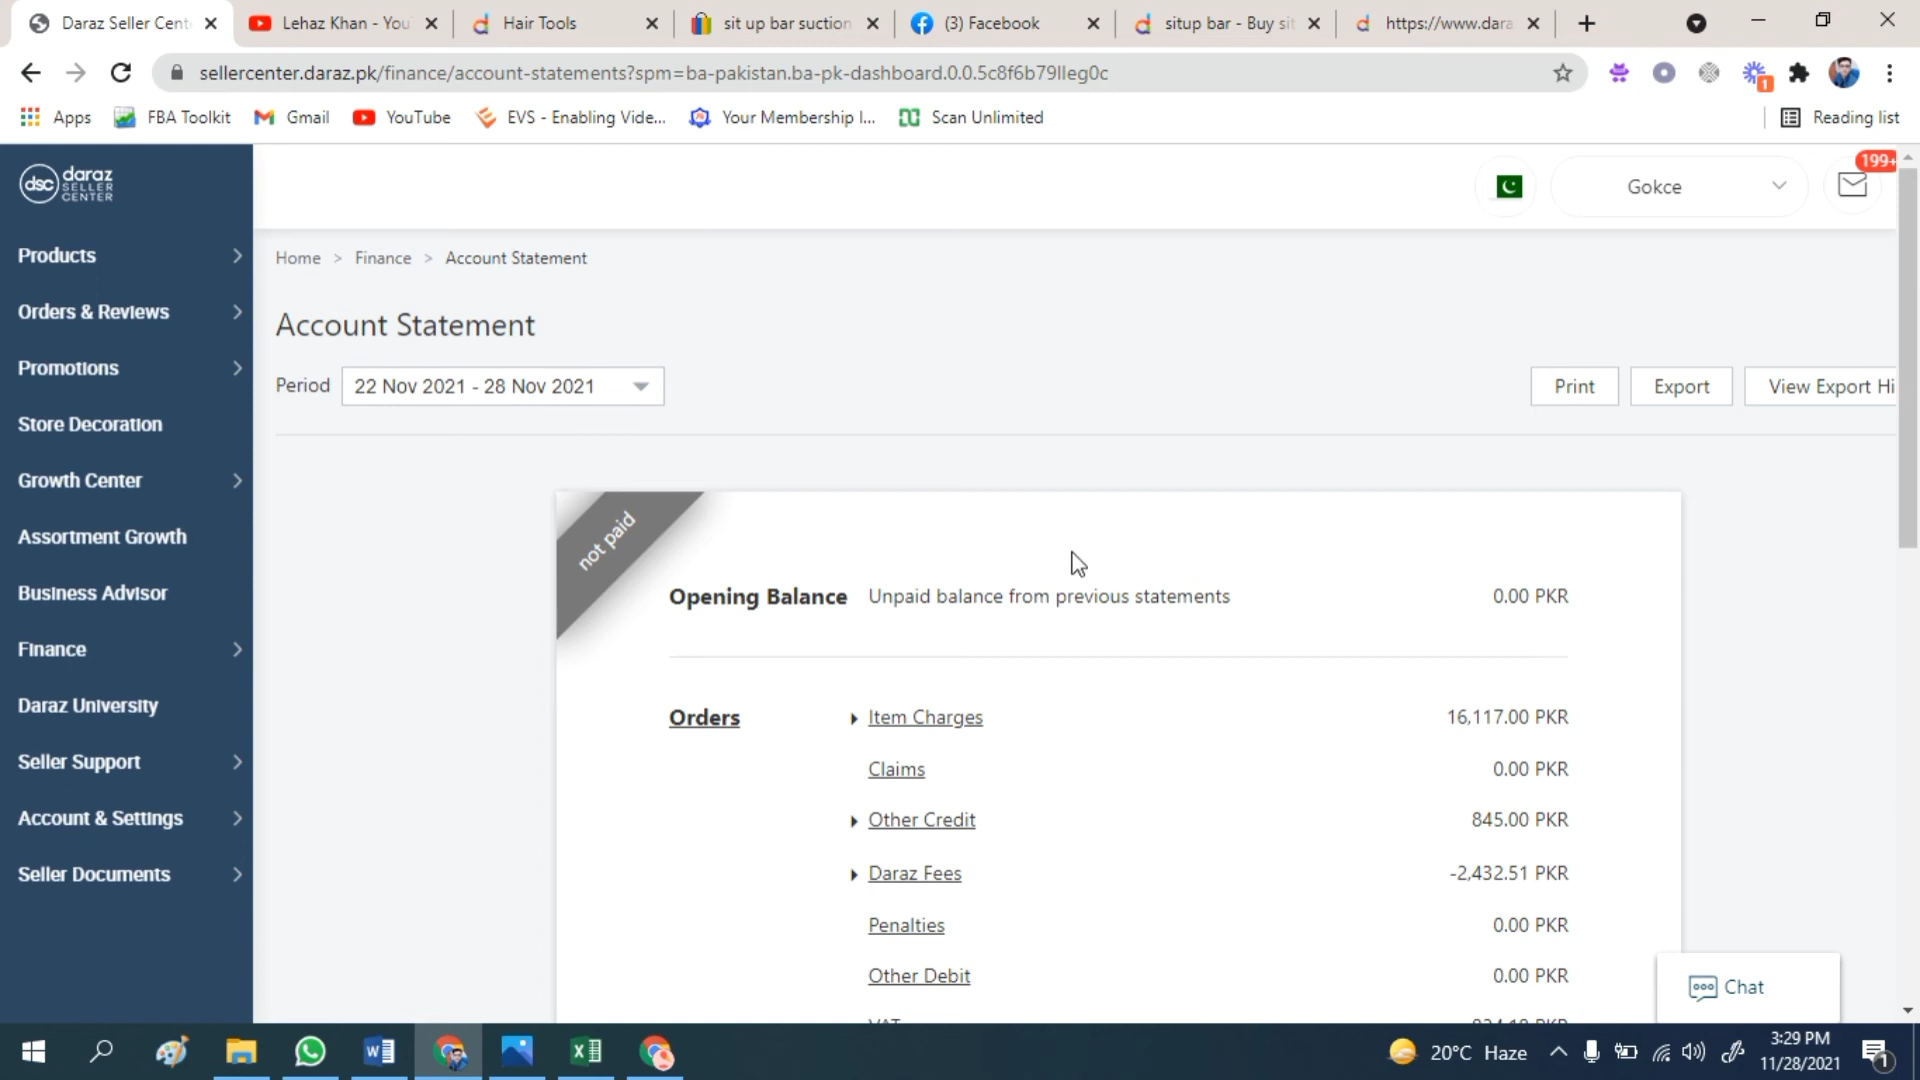 Daraz Seller Cent
Lehaz Khan - You
Hair Tools
sit up bar suction
(3) Facebook
situp bar - Buy sit
https://www.dara
sellercenter.daraz.pk/finance/account-statements?spm=ba-pakistan.ba-pk-dashboard.0.0.5c8f6b79lleg0c
1
Apps
FBA Toolkit
Gmail
YouTube
EVS - Enabling Vide...
Your Membership I...
Scan Unlimited
Reading list
dsc daraz
SELLER
CENTER
Gokce
199+
Products
Orders & Reviews
Promotions
Store Decoration
Growth Center
Assortment Growth
Business Advisor
Finance
Daraz University
Seller Support
Account & Settings
Seller Documents
Home > Finance > Account Statement
Account Statement
Period 22 Nov 2021 - 28 Nov 2021
Print
Export
View Export Hi
not paid
Opening Balance Unpaid balance from previous statements 0.00 PKR
Orders Item Charges 16,117.00 PKR
Claims 0.00 PKR
Other Credit 845.00 PKR
Daraz Fees -2,432.51 PKR
Penalties 0.00 PKR
Other Debit 0.00 PKR
Chat
20°C Haze
3:29 PM
11/28/2021
1